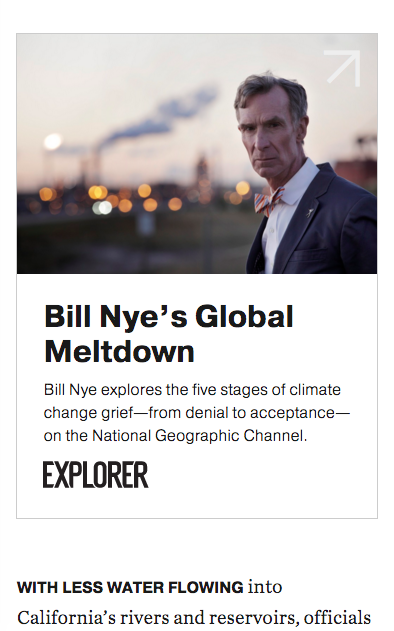 Bill Nye’s Global
Meltdown
Bill Nye explores the five stages of climate
change grief—from denial to acceptance—
on the National Geographic Channel.
EXPLORER
WITH LESS WATER FLOWING into
California’s rivers and reservoirs, officials